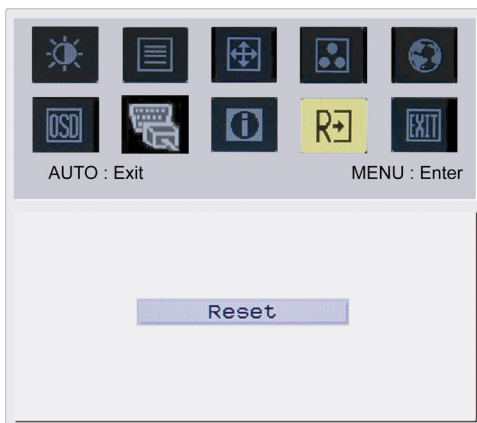 OSD
i
R
EXIT
AUTO : Exit
MENU : Enter
Reset